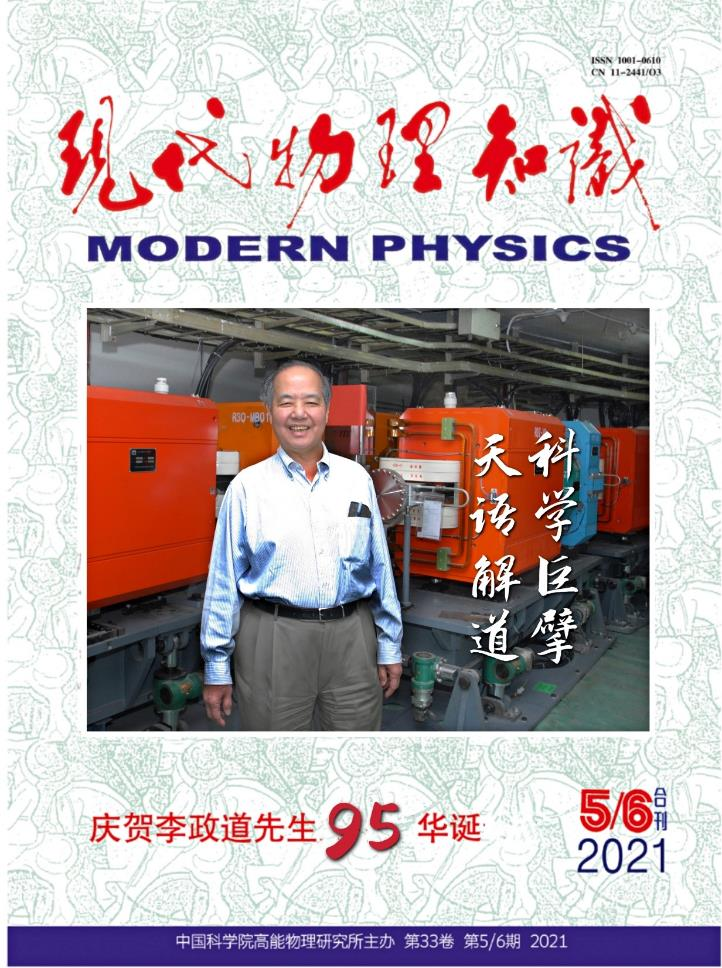 ISSN 1001-0610
CN 11-2441/O3
现代物理知识
MODERN PHYSICS
R3O-MBO1
科学巨擘
天语解道
庆贺李政道先生95华诞
5/6合刊
2021
中国科学院高能物理研究所主办 第33卷 第5/6期 2021